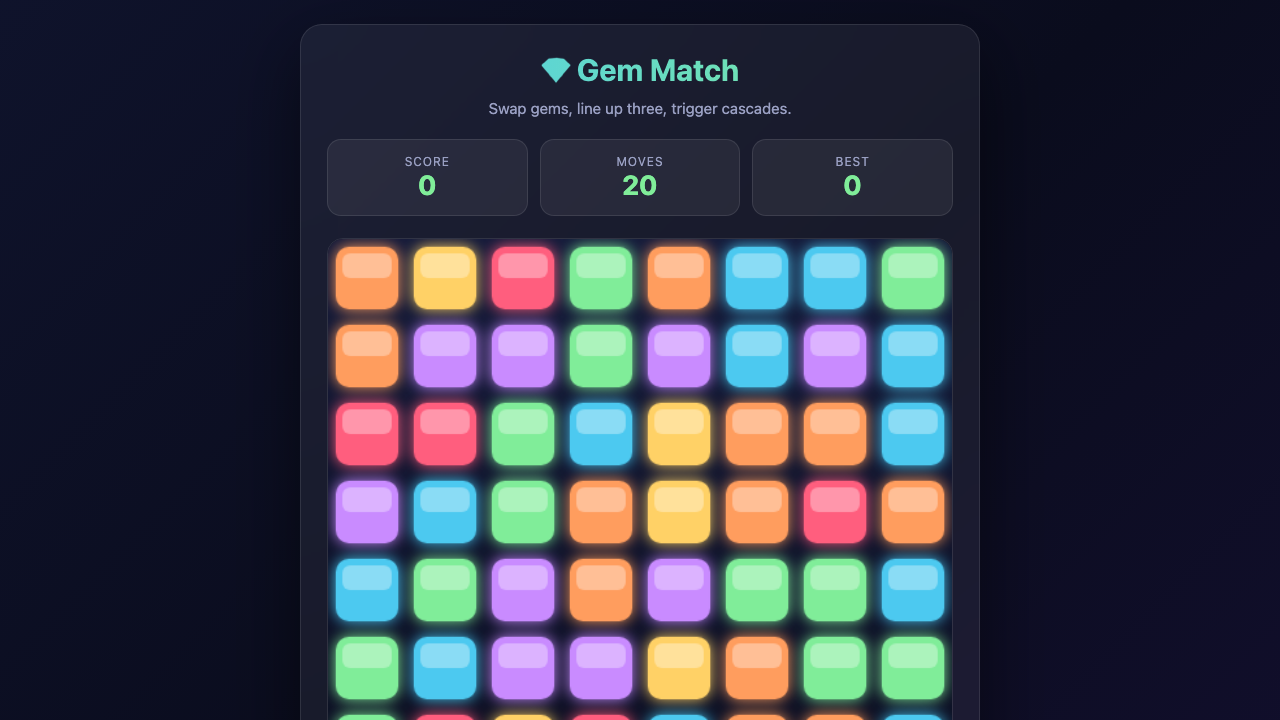 Gem Match
Swap gems, line up three, trigger cascades.
SCORE
0
MOVES
20
BEST
0